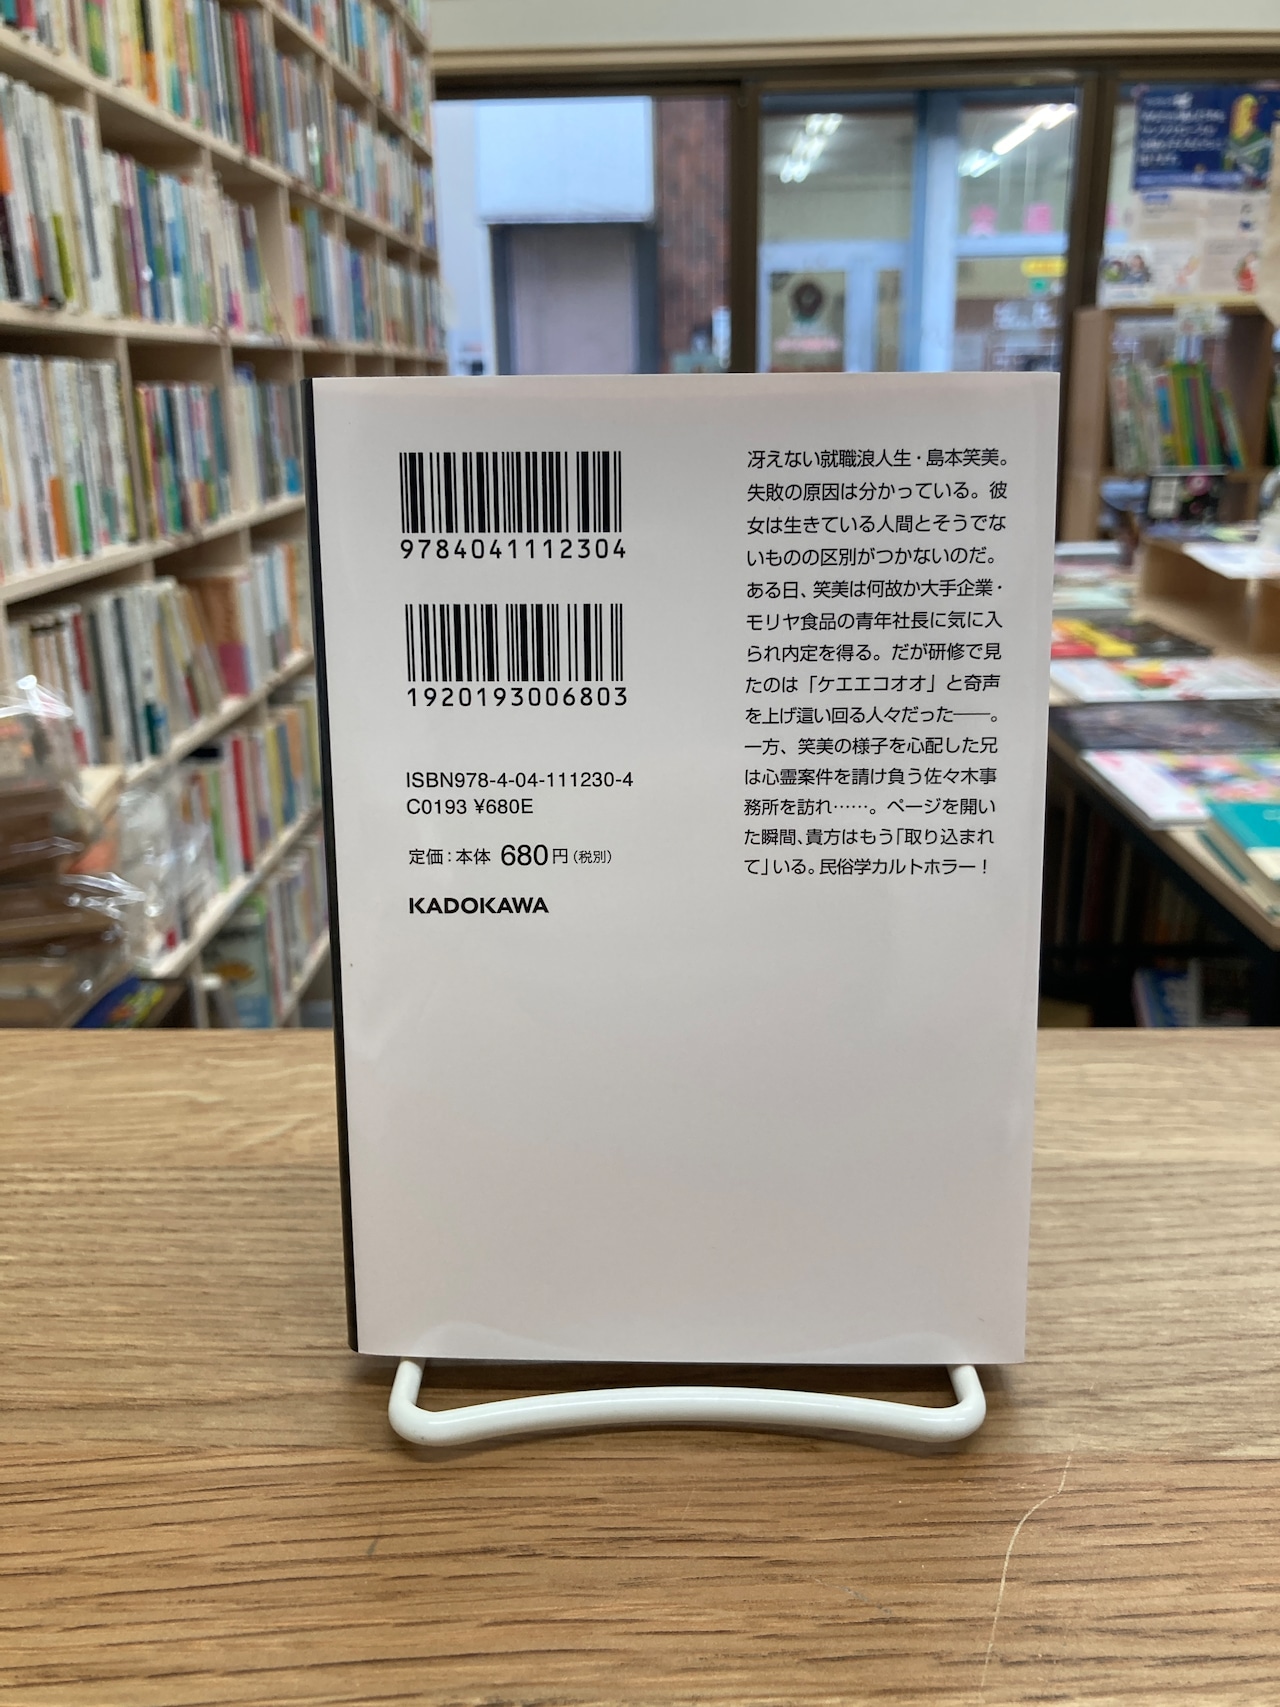 9784041112304
1920193006803
ISBN978-4-04-111230-4
C0193 ¥680E
定価：本体 680円（税別）
KADOKAWA
冴えない就職浪人生・島本笑美。
失敗の原因は分かっている。彼
女は生きている人間とそうでな
いものの区別がつかないのだ。
ある日、笑美は何故か大手企業・
モリヤ食品の青年社長に気に入
られ内定を得る。だが研修で見
たのは「ケエエコオオ」と奇声
を上げ這い回る人々だった――。
一方、笑美の様子を心配した兄
は心霊案件を請け負う佐々木事
務所を訪れ……。ページを開い
た瞬間、貴方はもう「取り込まれ
て」いる。民俗学カルトホラー！